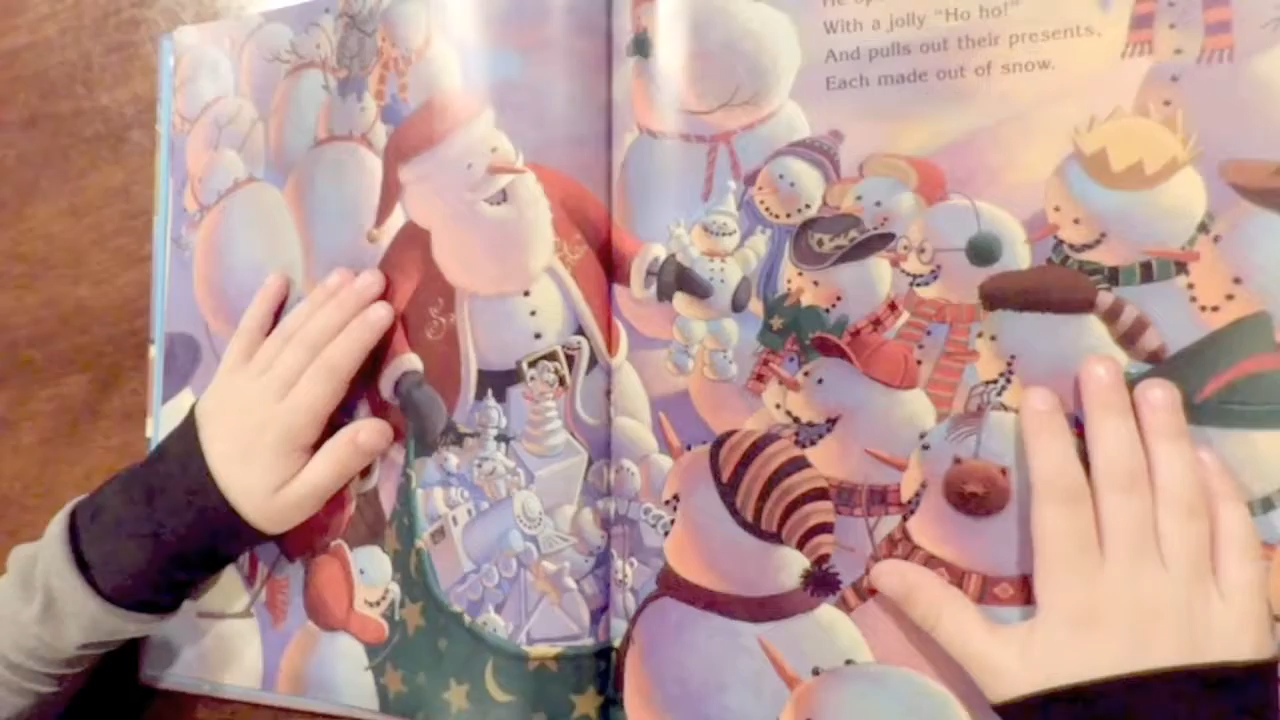 With a jolly "Ho ho!"
And pulls out their presents,
Each made out of snow.